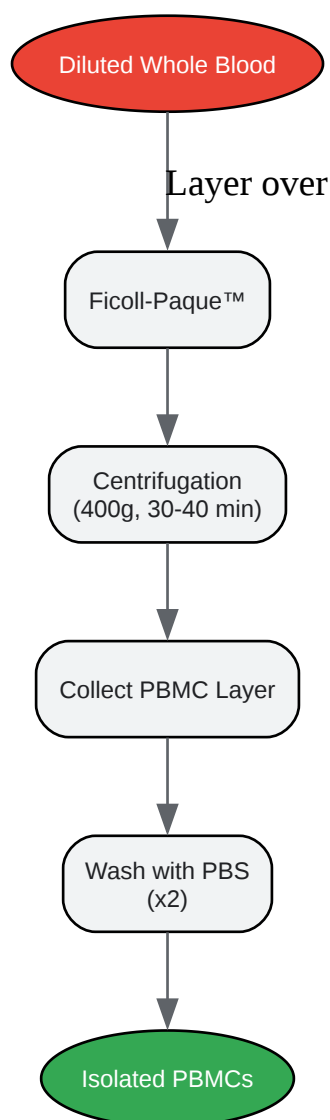 Diluted Whole Blood
Layer over
Ficoll-Paque™
Centrifugation
(400g, 30-40 min)
Collect PBMC Layer
Wash with PBS
(x2)
Isolated PBMCs